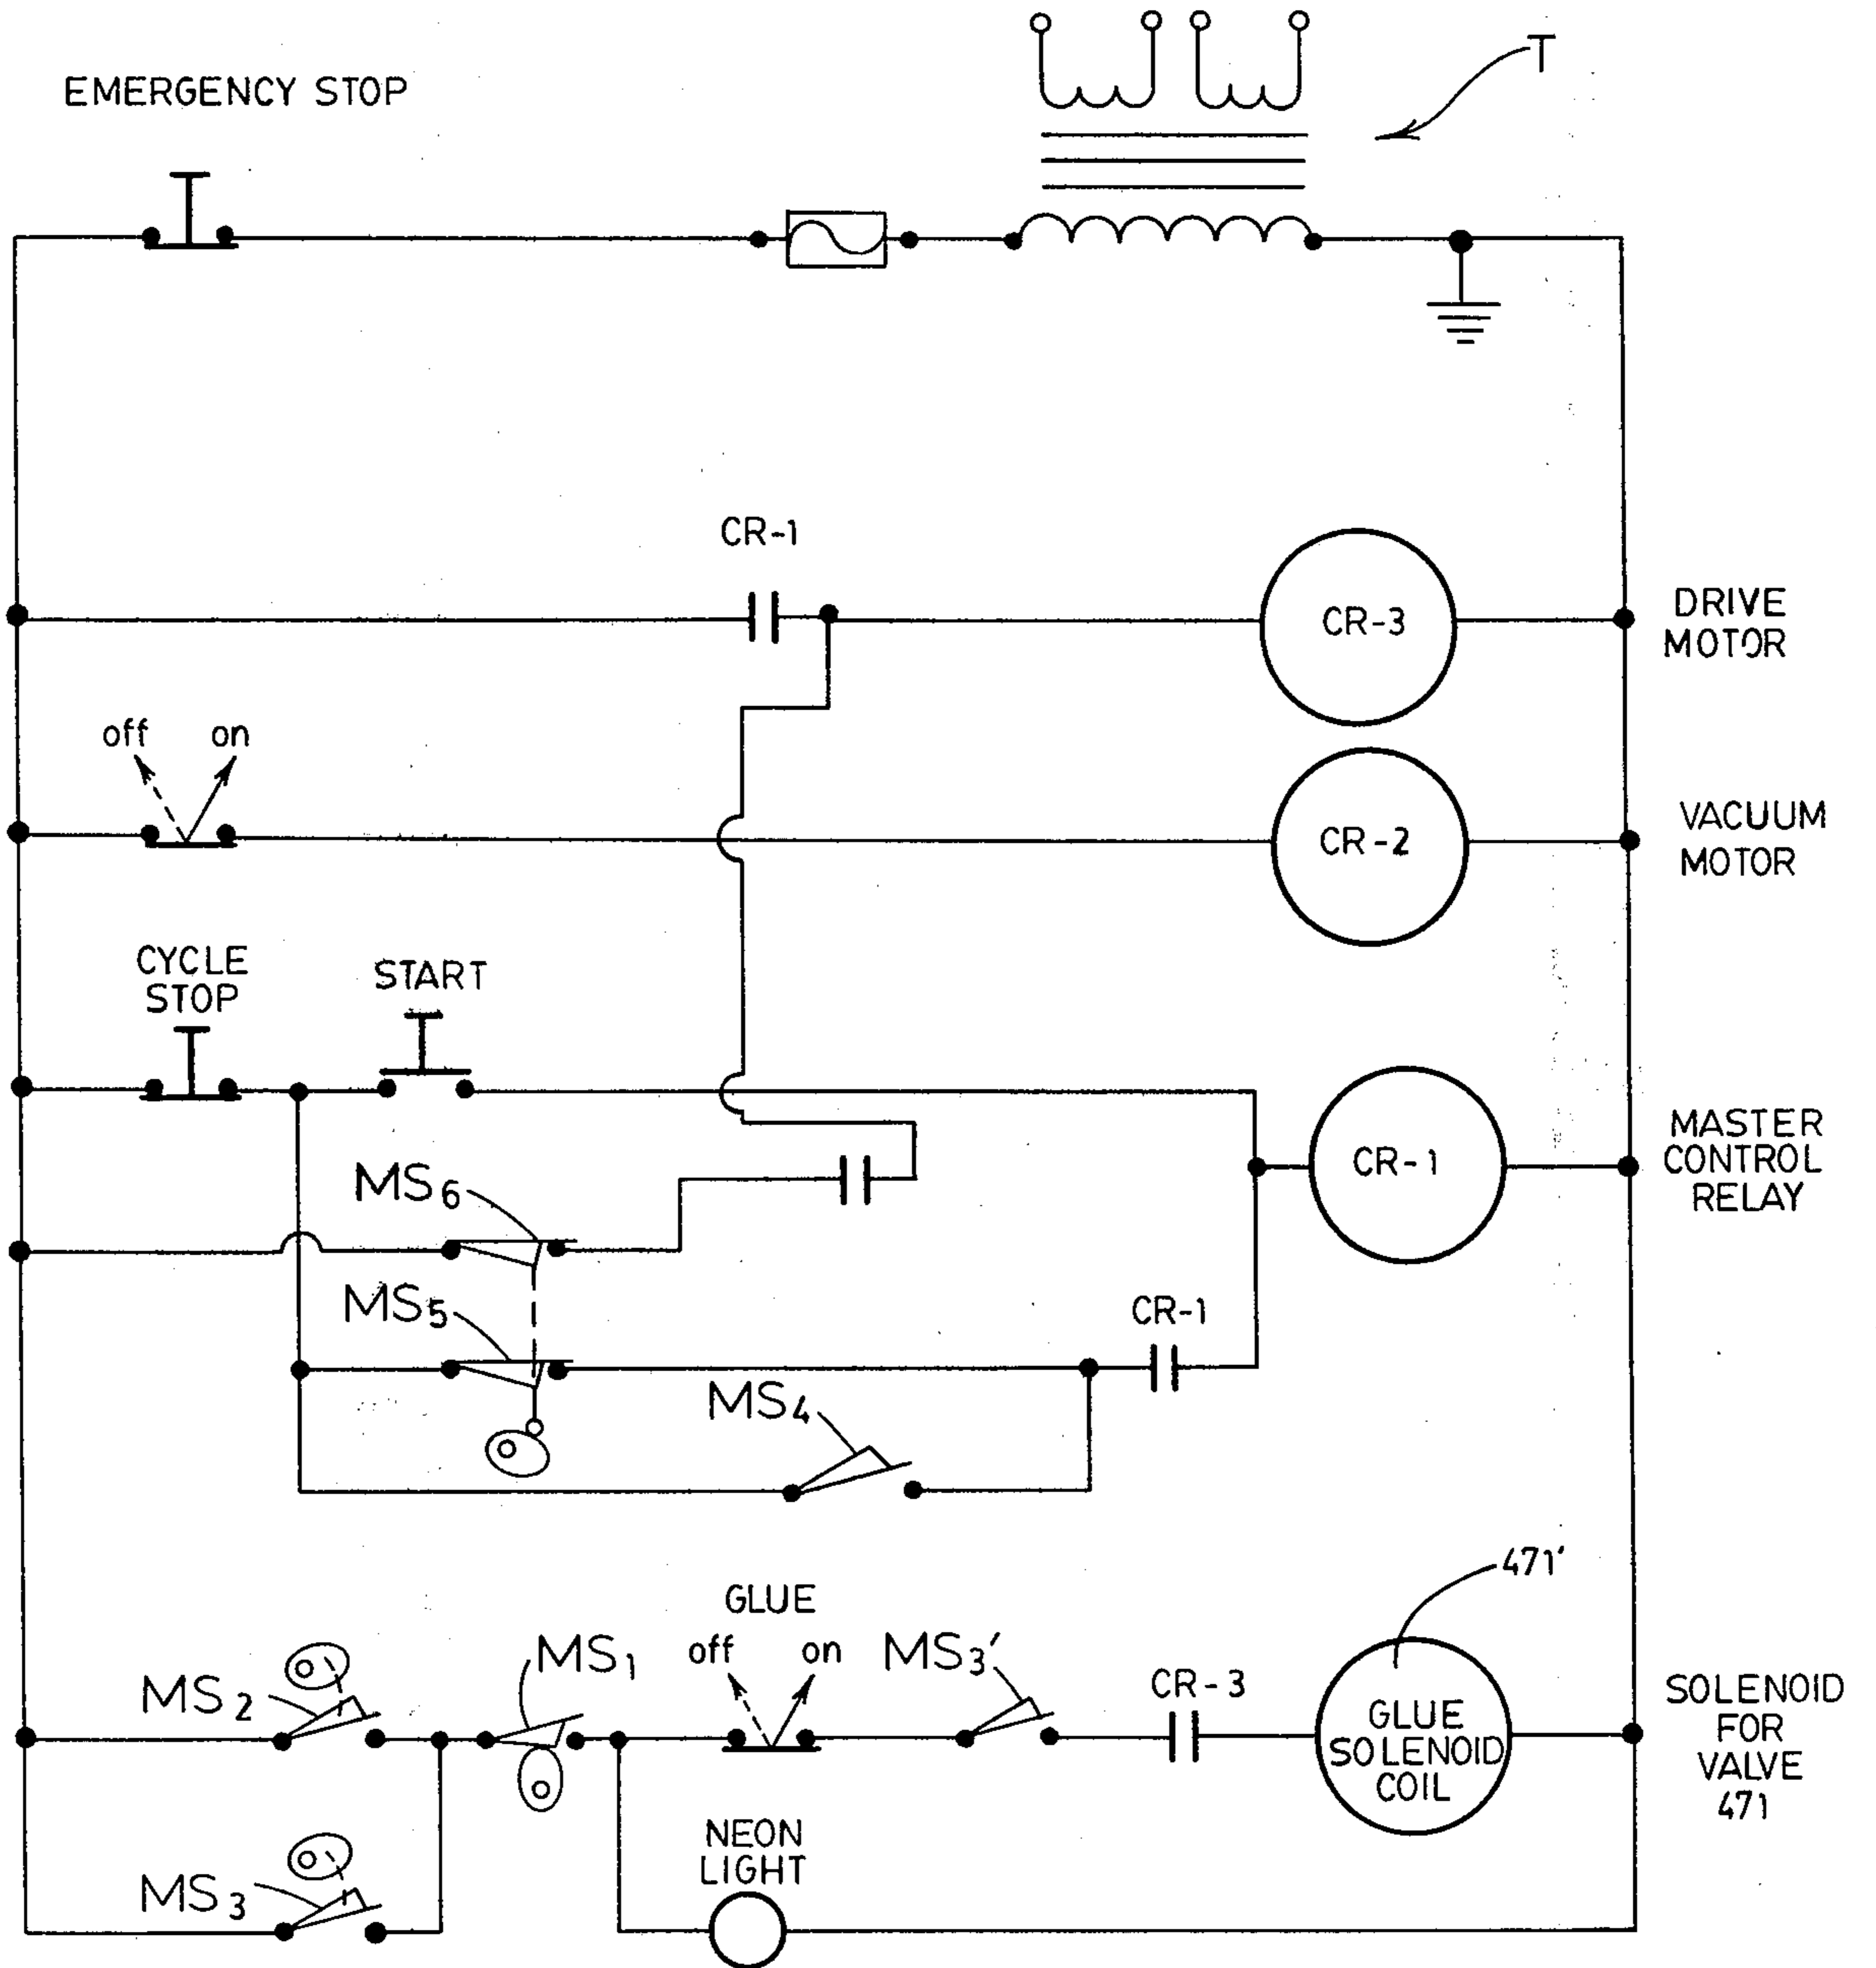 T
EMERGENCY STOP
CR-1
CR-3
DRIVE
MOTOR
off on
CR-2
VACUUM
MOTOR
CYCLE
STOP
START
CR-1
MASTER
CONTROL
RELAY
MS6
MS5
CR-1
MS4
471'
GLUE
off on
MS1
MS3'
CR-3
MS2
GLUE
SOLENOID
COIL
SOLENOID
FOR
VALVE
471
NEON
LIGHT
MS3